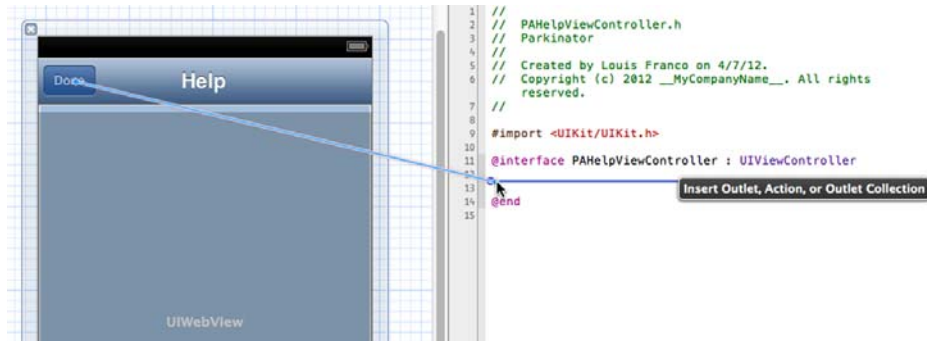 Done
Help
UIWebView
1 //
2 // PAHelpViewController.h
3 // Parkinator
4 //
5 // Created by Louis Franco on 4/7/12.
6 // Copyright (c) 2012 __MyCompanyName__. All rights
reserved.
7 //
8
9 #import <UIKit/UIKit.h>
10
11 @interface PAHelpViewController : UIViewController
12
Insert Outlet, Action, or Outlet Collection
13
14 @end
15